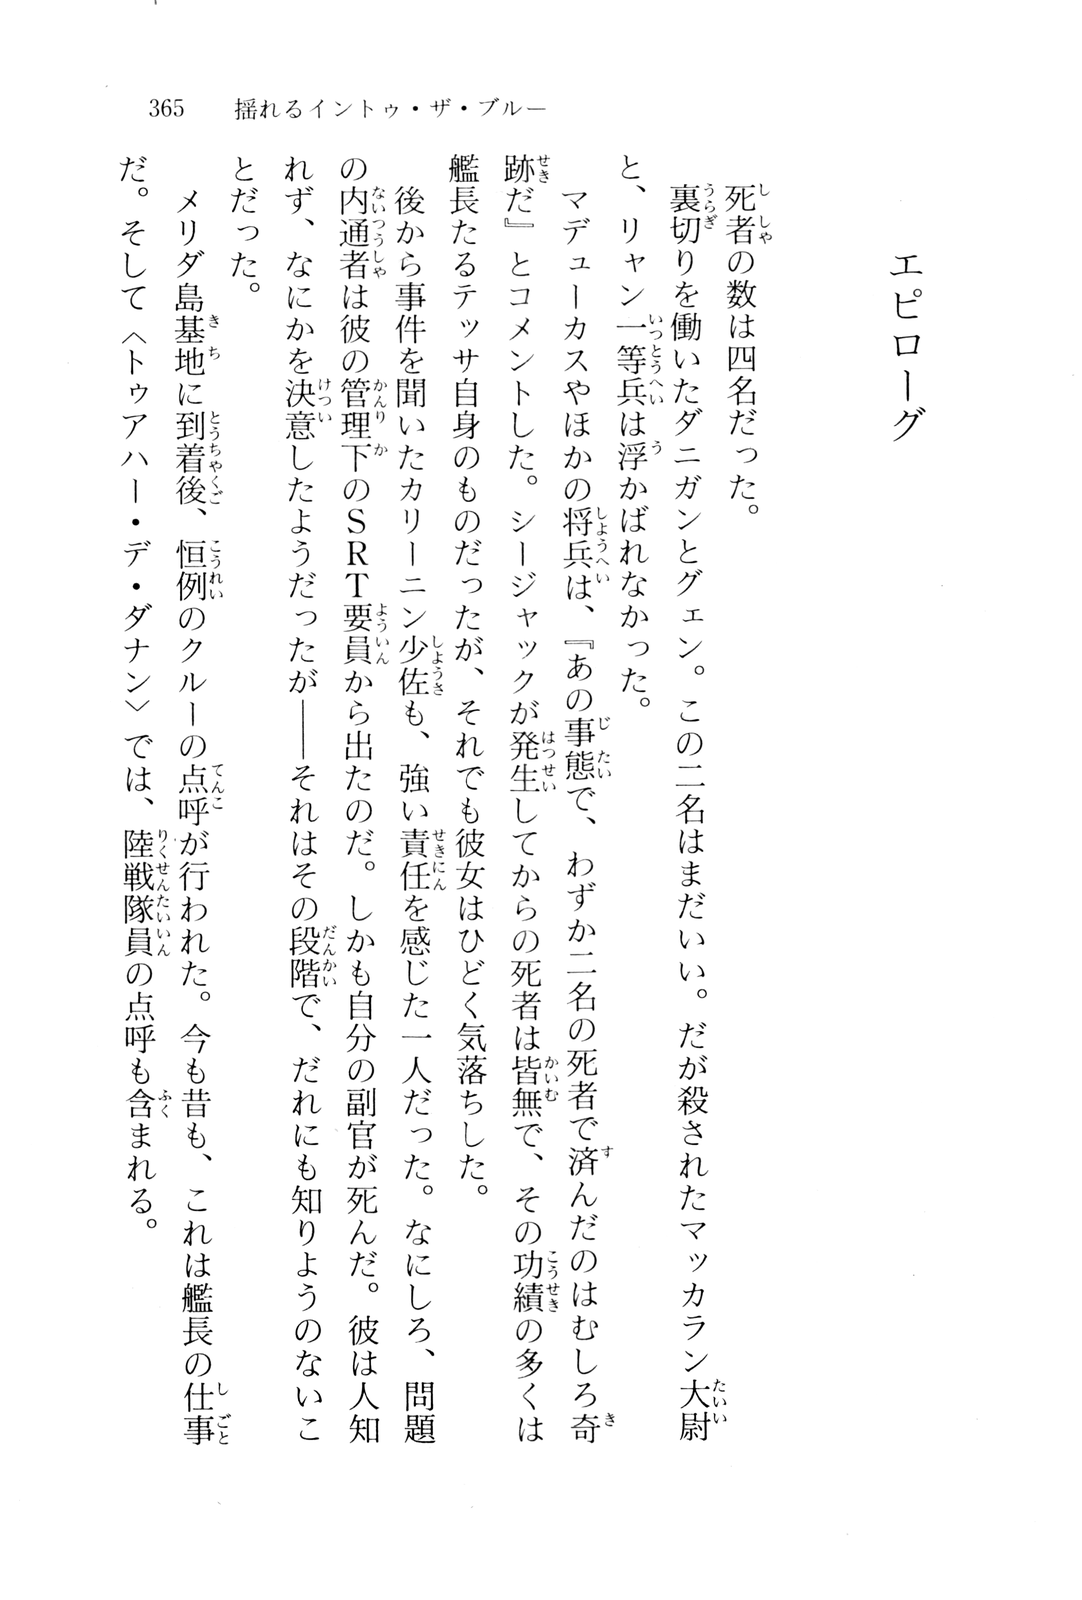 365　揺れるイントゥ・ザ・ブルー
エピローグ
死者の数は四名だった。
裏切りを働いたダニガンとグェン。この二名はまだいい。だが殺されたマッカラン大尉
と、リャン一等兵は浮かばれなかった。
マデューカスやほかの将兵は、『あの事態で、わずか二名の死者で済んだのはむしろ奇
跡だ』とコメントした。シージャックが発生してからの死者は皆無で、その功績の多くは
艦長たるテッサ自身のものだったが、それでも彼女はひどく気落ちした。
後から事件を聞いたカリーニン少佐も、強い責任を感じた一人だった。なにしろ、問題
の内通者は彼の管理下のSRT要員から出たのだ。しかも自分の副官が死んだ。彼は人知
れず、なにかを決意したようだったが――それはその段階で、だれにも知りようのないこ
とだった。
メリダ島基地に到着後、恒例のクルーの点呼が行われた。今も昔も、これは艦長の仕事
だ。そして〈トゥアハー・デ・ダナン〉では、陸戦隊員の点呼も含まれる。